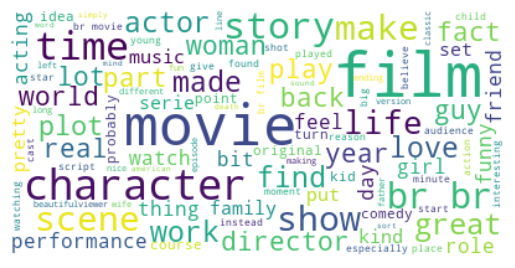 acting
idea
simply
word
br movie
actor
music
woman
young
left
mind
star
fun
line
story
give
found
shot
played
sound
ending
br film
believe
classic
make
play
big
set
child
fact
friend
film
time
lot
part
made
world
serie
point
death
different
back
version
audience
guy
pretty
long
plot
real
cast
probably
movie
feel
life
turn
reason
funny
watch
bit
original
year
love
girl
day
action
father
minute
interesting
script
nice
american
episode
making
find
kid
character
moment
put
br br
watching
beautiful
viewer
wife
scene
thing
family
instead
work
show
comedy
start
great
performance
course
director
kind
sort
especially
place
role